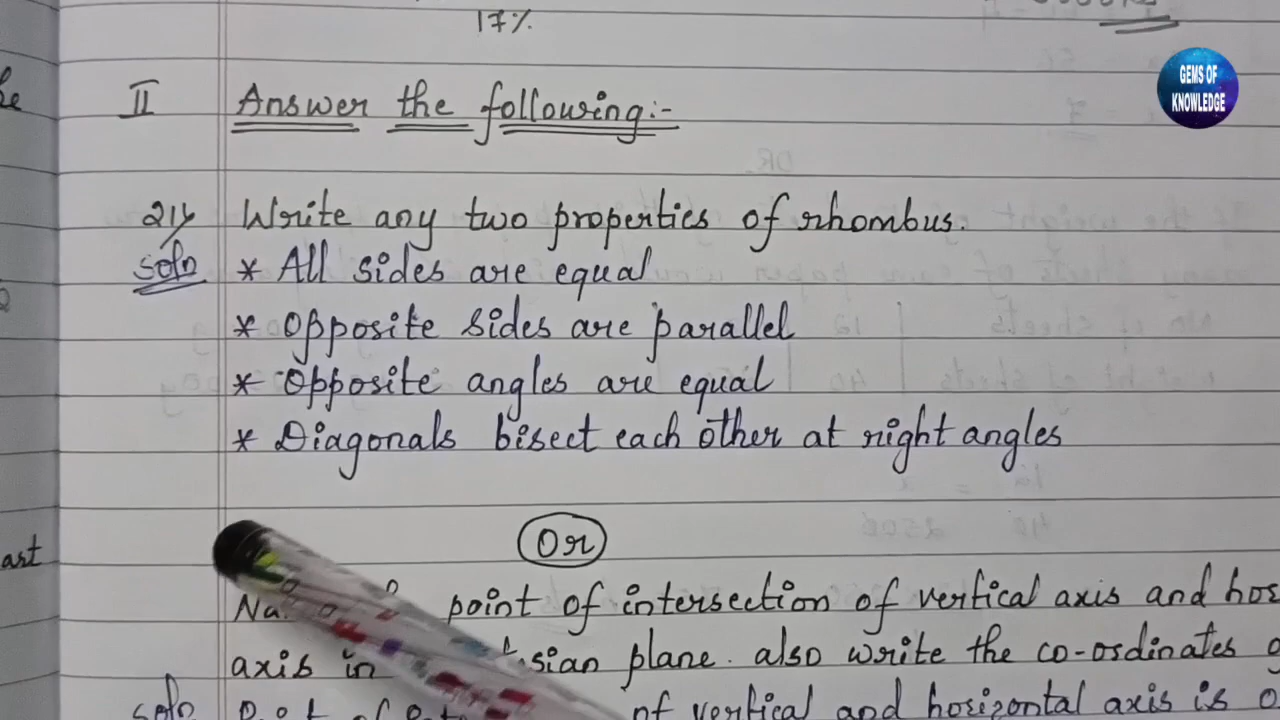 17%
GEMS OF
KNOWLEDGE
II Answer the following:-
21) Write any two properties of rhombus.
Soln * All sides are equal
* Opposite sides are parallel
* Opposite angles are equal
* Diagonals bisect each other at right angles
Or
art
point of intersection of vertical axis and
axis in plane. also write the co-ordinates
Soln of vertical and horizontal axis is